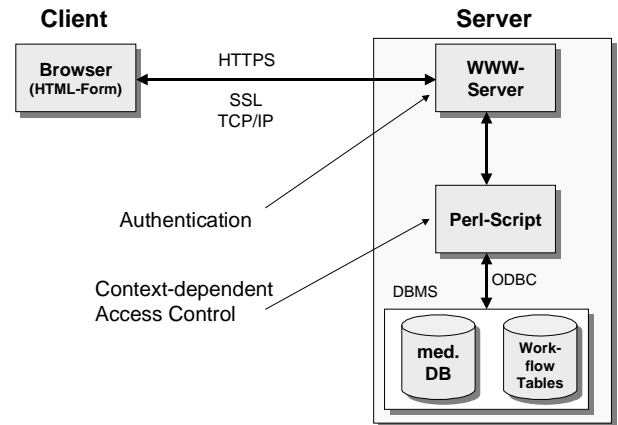 Client
Server
Browser
(HTML-Form)
HTTPS
SSL
TCP/IP
WWW-
Server
Authentication
Perl-Script
Context-dependent
Access Control
DBMS
ODBC
med.
DB
Work-
flow
Tables